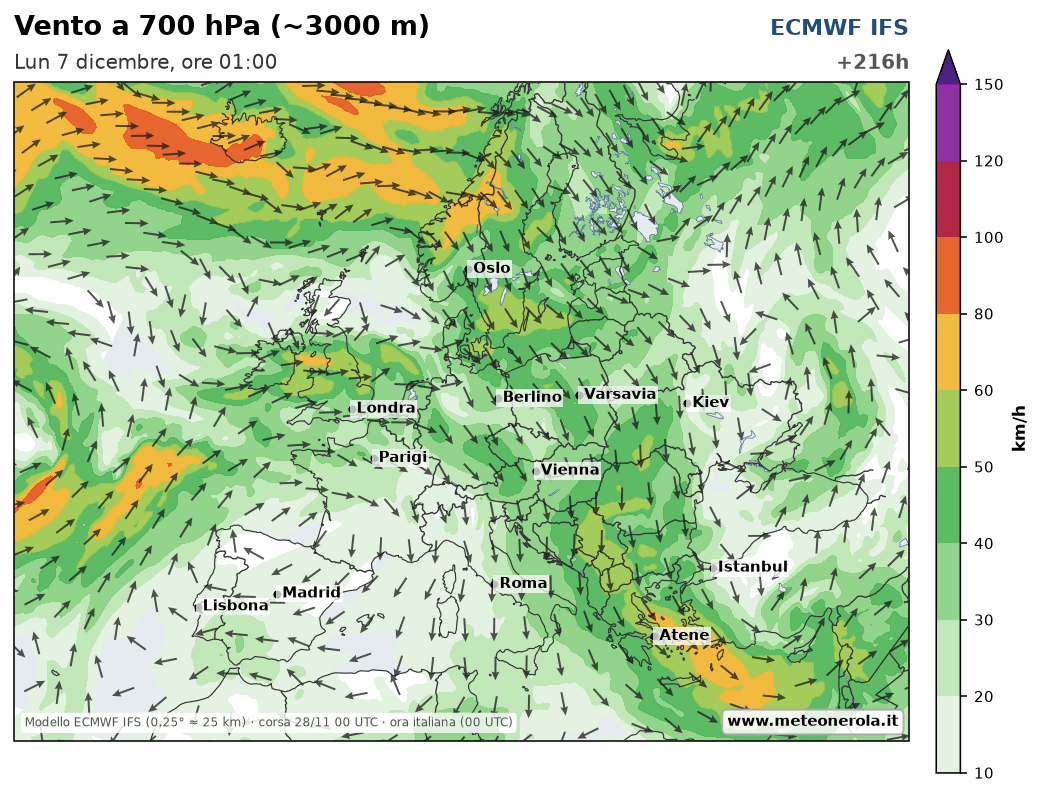 Vento a 700 hPa (~3000 m)
ECMWF IFS
Lun 7 dicembre, ore 01:00
+216h
150
120
100
80
60
50
40
30
20
10
km/h
Oslo
Berlino
Varsavia
Kiev
Londra
Parigi
Vienna
Istanbul
Roma
Madrid
Lisbona
Atene
Modello ECMWF IFS (0,25° ≈ 25 km) · corsa 28/11 00 UTC · ora italiana (00 UTC)
www.meteonerola.it